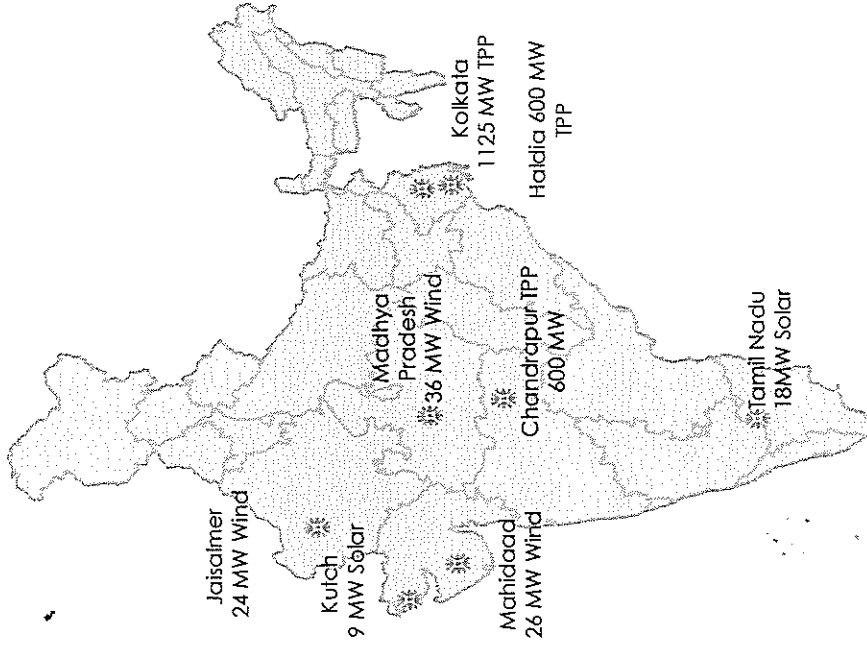 Jaisalmer
24 MW Wind
Kutch
9 MW Solar
Mahidaad
26 MW Wind
Madhya
Pradesh
36 MW Wind
Chandrapur TPP
600 MW
Tamil Nadu
18MW Solar
Kolkata
1125 MW TPP
Haldia 600 MW
TPP